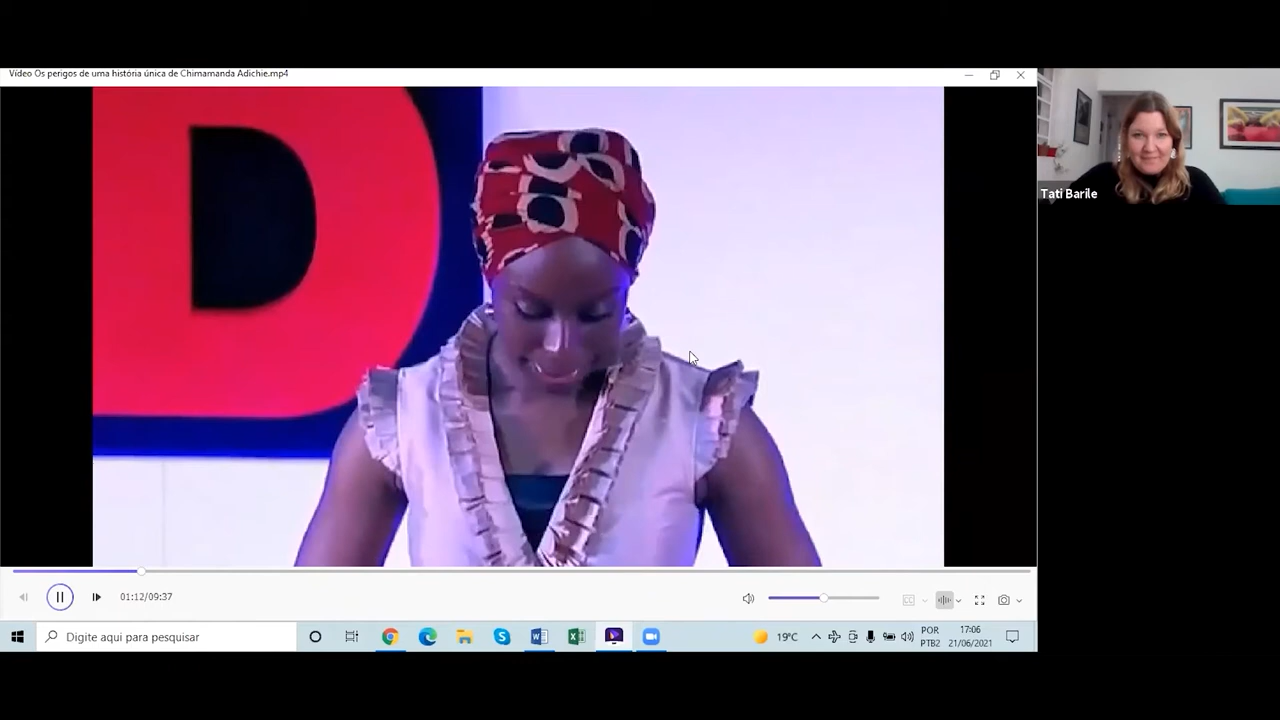 Vídeo Os perigos de uma história única de Chimamanda Adichie.mp4
D
Tati Barile
01:12/09:37
CC
Digite aqui para pesquisar
19°C
POR
PTB2
17:06
21/06/2021